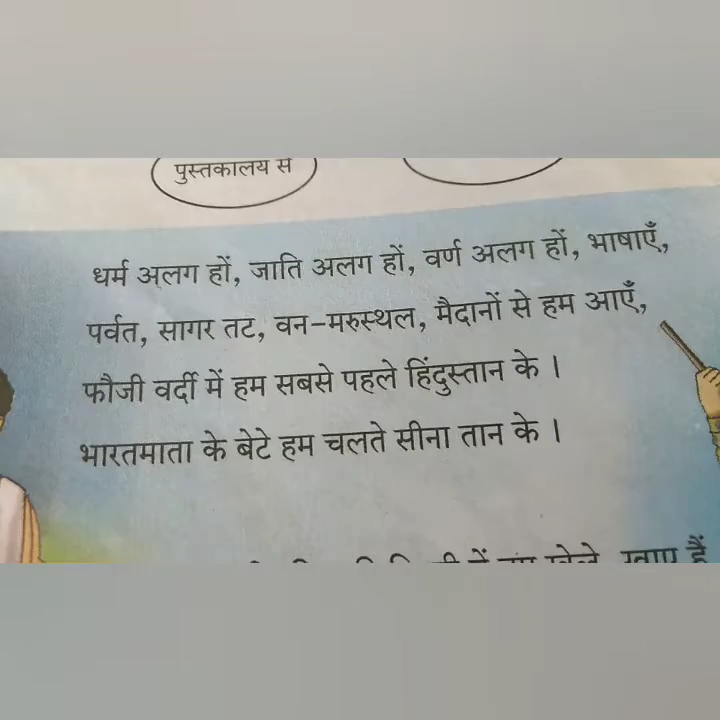 पुस्तकालय से
धर्म अलग हों, जाति अलग हों, वर्ण अलग हों, भाषाएँ,
पर्वत, सागर तट, वन-मरुस्थल, मैदानों से हम आएँ,
फौजी वर्दी में हम सबसे पहले हिंदुस्तान के ।
भारतमाता के बेटे हम चलते सीना तान के ।